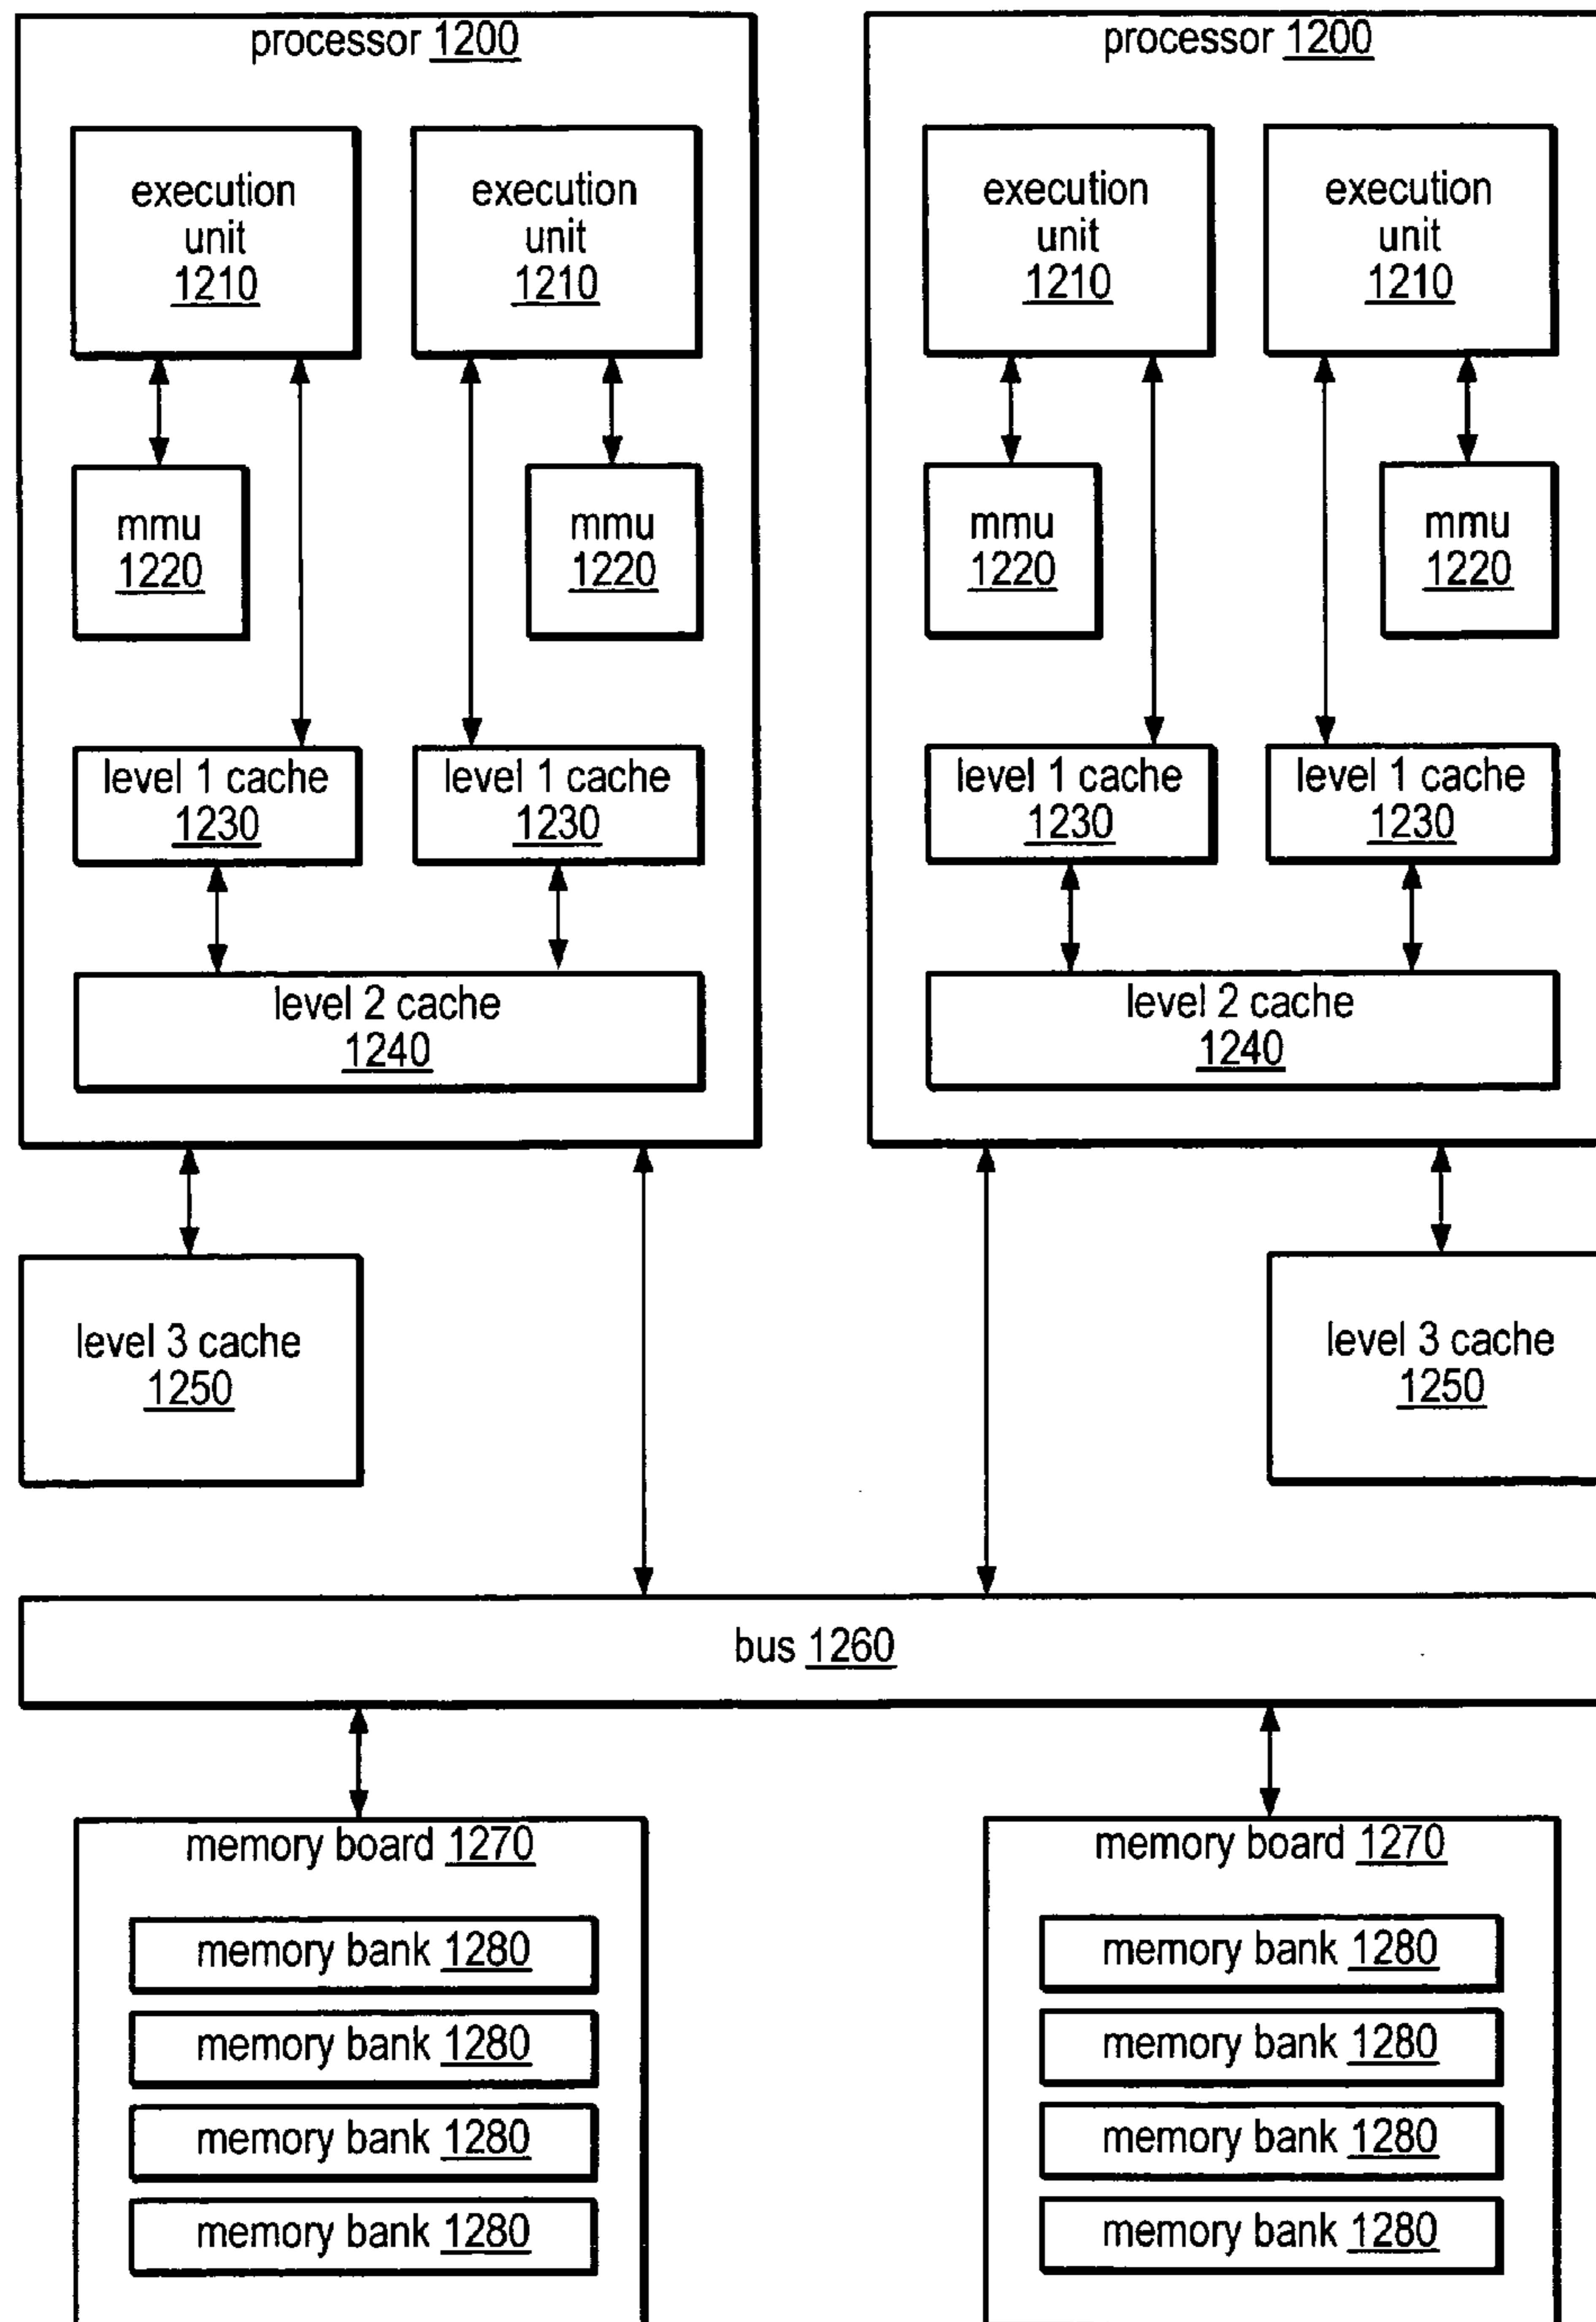 processor 1200
processor 1200
execution
unit
1210
execution
unit
1210
execution
unit
1210
execution
unit
1210
mmu
1220
mmu
1220
mmu
1220
mmu
1220
level 1 cache
1230
level 1 cache
1230
level 1 cache
1230
level 1 cache
1230
level 2 cache
1240
level 2 cache
1240
level 3 cache
1250
level 3 cache
1250
bus 1260
memory board 1270
memory bank 1280
memory bank 1280
memory bank 1280
memory bank 1280
memory board 1270
memory bank 1280
memory bank 1280
memory bank 1280
memory bank 1280